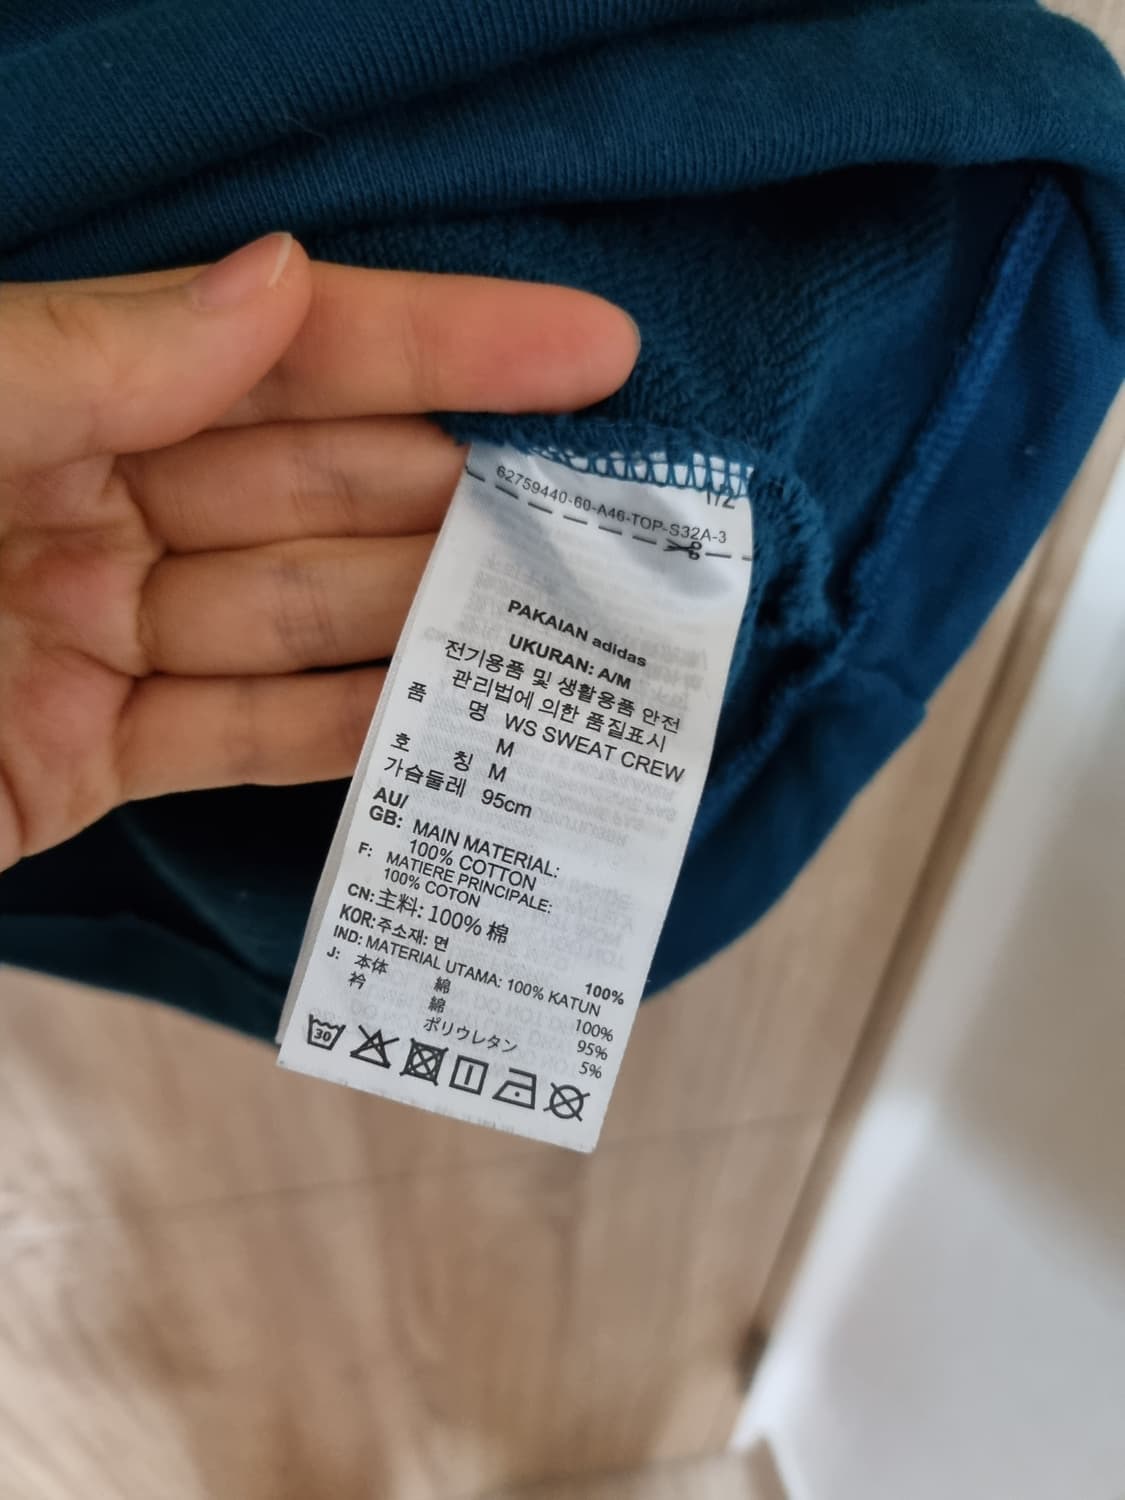 1/2
62759440-60-A46-TOP-S32A-3
PAKAIAN adidas
UKURAN: A/M
전기용품 및 생활용품 안전
관리법에 의한 품질표시
품 명 WS SWEAT CREW
M
호 칭 M
가슴둘레 95cm
AU/
GB: MAIN MATERIAL:
100% COTTON
F: MATIERE PRINCIPALE:
100% COTON
CN: 主料: 100% 棉
KOR: 주소재: 면 100%
IND: MATERIAL UTAMA: 100% KATUN
J: 本体 綿 100%
衿 綿 95%
ポリウレタン 5%
30